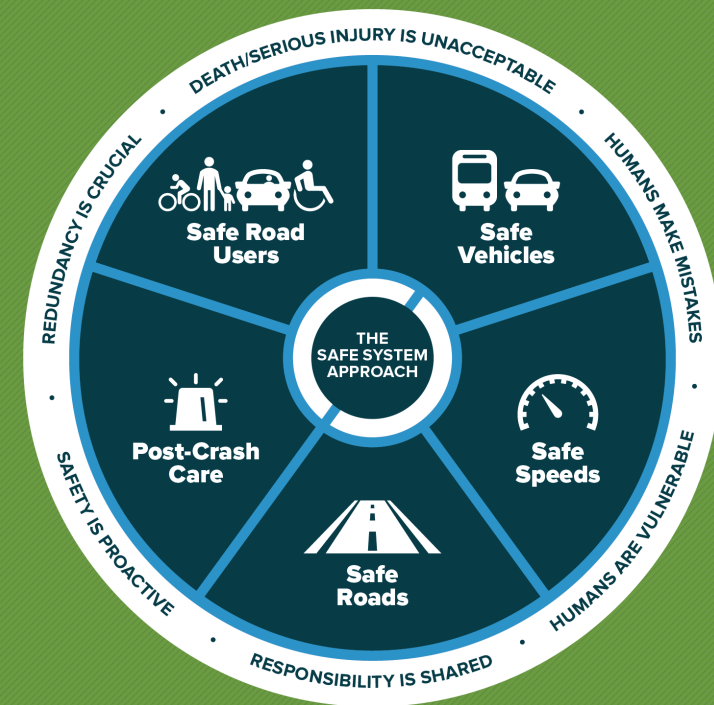 DEATH/SERIOUS INJURY IS UNACCEPTABLE
HUMANS MAKE MISTAKES
HUMANS ARE VULNERABLE
RESPONSIBILITY IS SHARED
SAFETY IS PROACTIVE
REDUNDANCY IS CRUCIAL
Safe Road
Users
Safe
Vehicles
THE
SAFE SYSTEM
APPROACH
Post-Crash
Care
Safe
Speeds
Safe
Roads